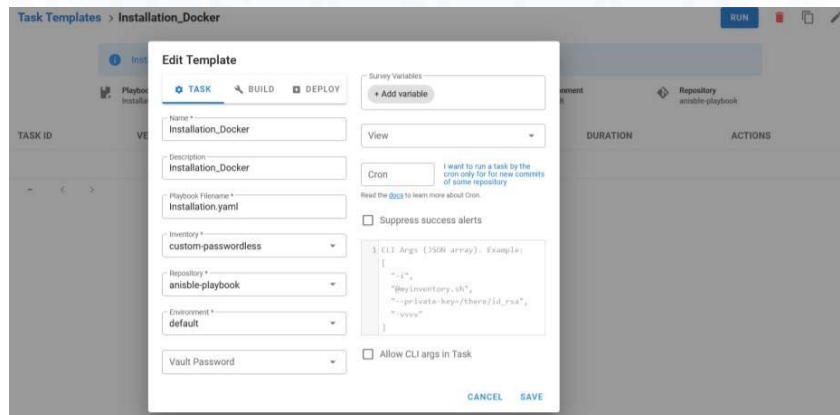 Task Templates > Installation_Docker
RUN
Inst
Edit Template
TASK BUILD DEPLOY
Name *
Installation_Docker
Description
Installation_Docker
Playbook Filename *
Installation.yaml
Inventory *
custom-passwordless
Repository *
anisble-playbook
Environment *
default
Vault Password
Survey Variables
+ Add variable
View
Cron
I want to run a task by the
cron only for for new commits
of some repository
Read the docs to learn more about Cron.
Suppress success alerts
1 CLI Args (JSON array). Example:
[
"-i",
"@myinventory.sh",
"--private-key=/there/id_rsa",
"-vvvv"
]
Allow CLI args in Task
CANCEL SAVE
Playboo
Installa
onment
lt
Repository
anisble-playbook
TASK ID
VE
DURATION
ACTIONS